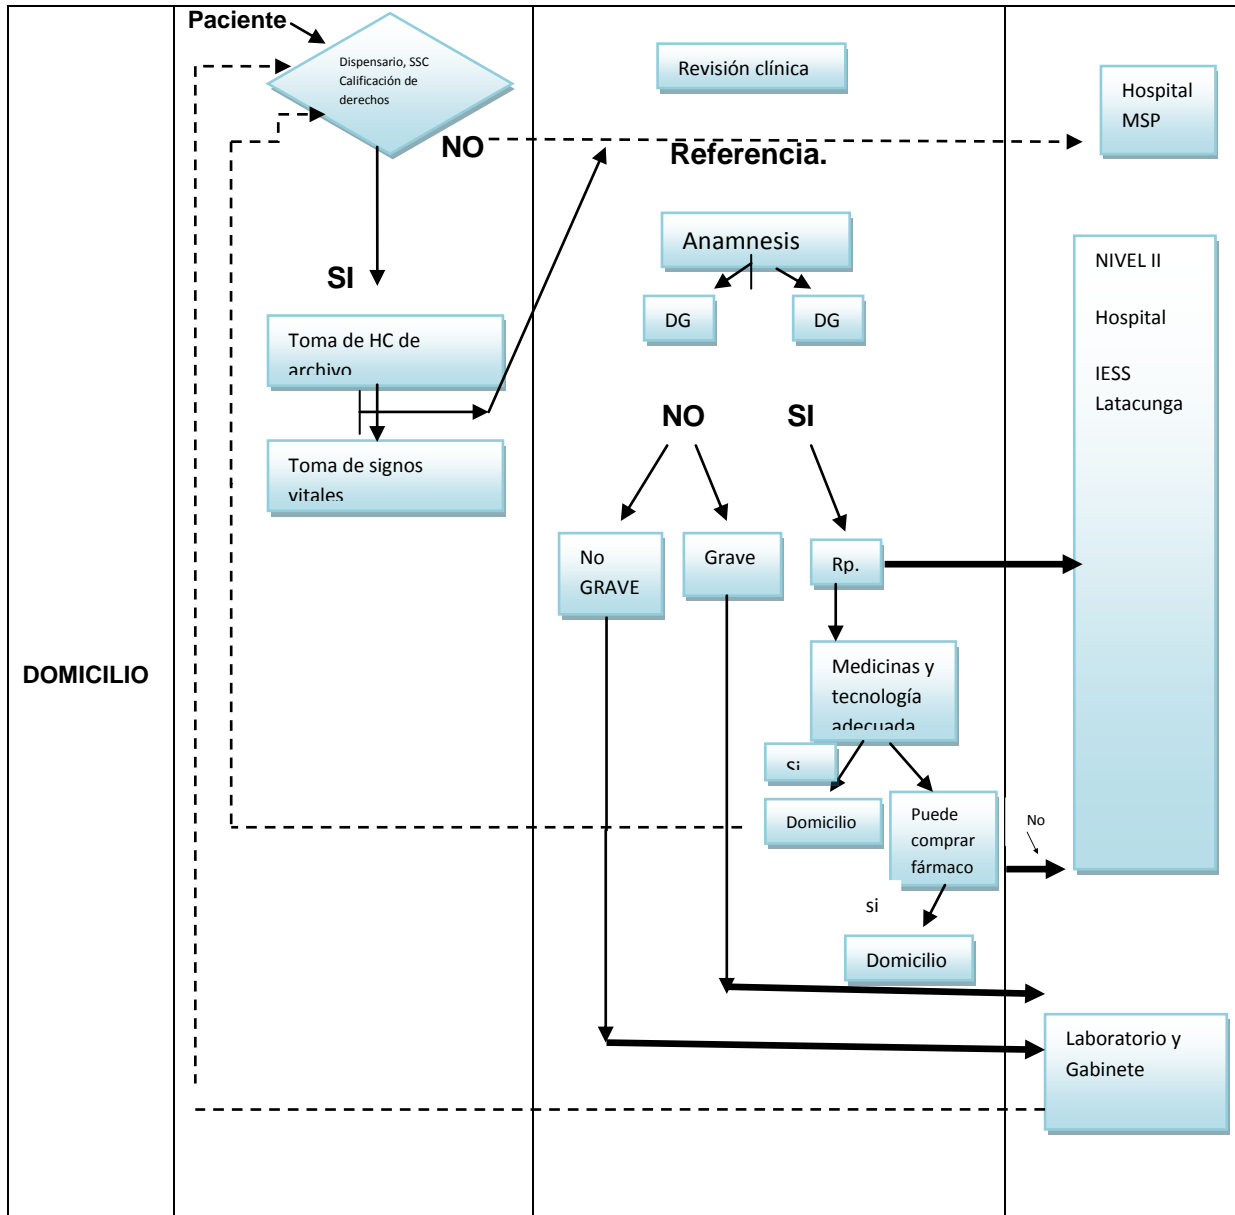 Paciente
Dispensario, SSC
Calificación de
derechos
NO
SI
Toma de HC de
archivo
Toma de signos
vitales
DOMICILIO
Revisión clínica
Referencia.
Anamnesis
DG
DG
NO
SI
No
GRAVE
Grave
Rp.
Medicinas y
tecnología
adecuada
Si
Domicilio
Puede
comprar
fármaco
si
Domicilio
No
Hospital
MSP
NIVEL II
Hospital
IESS
Latacunga
Laboratorio y
Gabinete